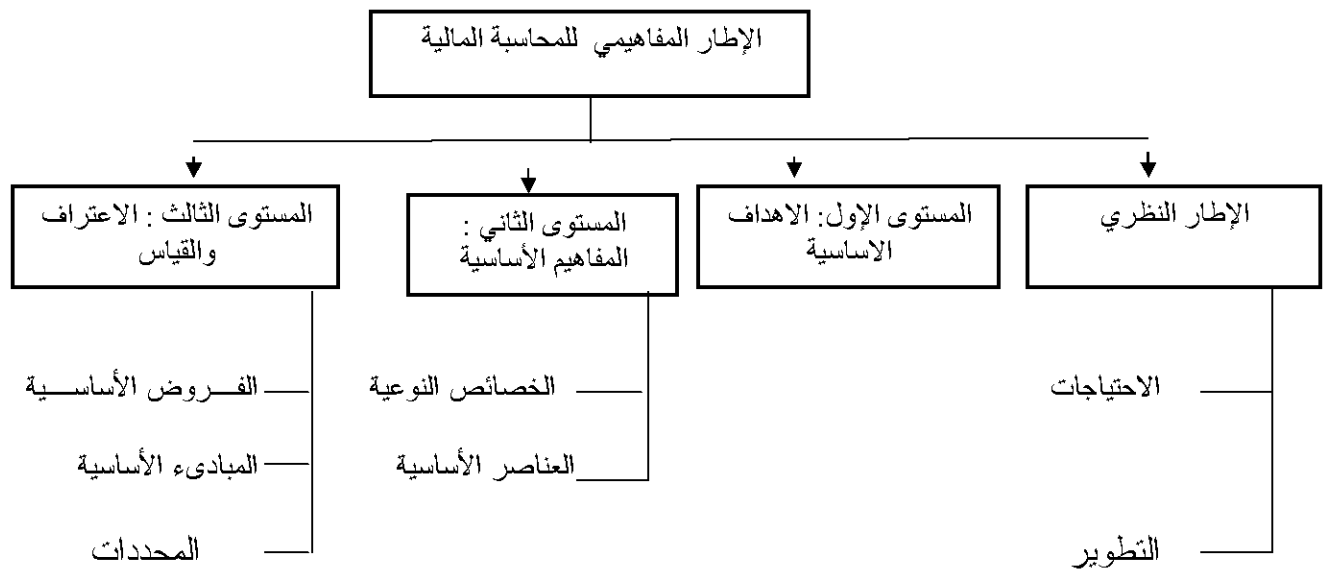 الإطار المفاهيمي للمحاسبة المالية
الإطار النظري
المستوى الإول: الاهداف
الاساسية
المستوى الثاني :
المفاهيم الأساسية
المستوى الثالث : الاعتراف
والقياس
الاحتياجات
التطوير
الخصائص النوعية
العناصر الأساسية
الفـــروض الأساســـية
المبادىء الأساسية
المحددات